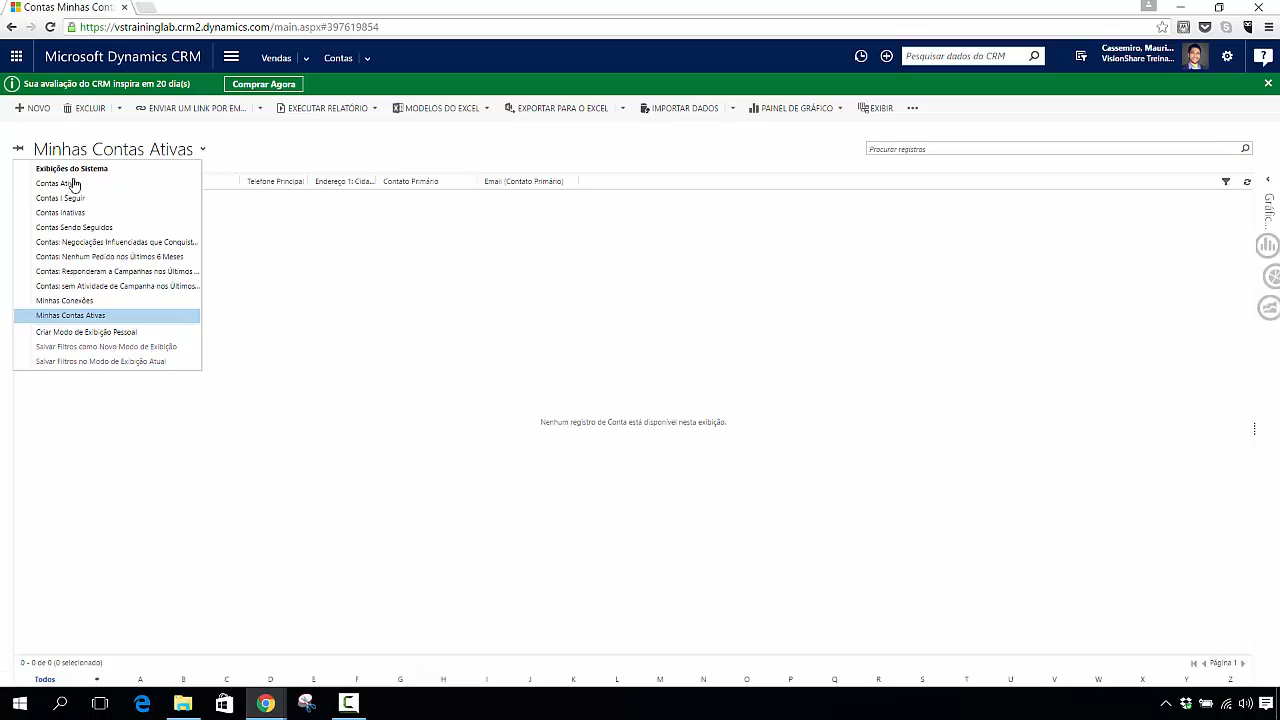 Contas Minhas Cont
https://vstraininglab.crm2.dynamics.com/main.aspx#397619854
Microsoft Dynamics CRM
Vendas
Contas
Pesquisar dados do CRM
Cassemiro, Mauri...
VisionShare Treina...
Sua avaliação do CRM inspira em 20 dia(s)
Comprar Agora
NOVO
EXCLUIR
ENVIAR UM LINK POR EM...
EXECUTAR RELATÓRIO
MODELOS DO EXCEL
EXPORTAR PARA O EXCEL
IMPORTAR DADOS
PAINEL DE GRÁFICO
EXIBIR
Minhas Contas Ativas
Procurar registros
Exibições do Sistema
Contas
Contas I Seguir
Contas Inativas
Contas Sendo Seguidos
Contas: Negociações Influenciadas que Conquist...
Contas: Nenhum Pedido nos Últimos 6 Meses
Contas: Responderam a Campanhas nos Últimos ...
Contas: sem Atividade de Campanha nos Últimos...
Minhas Conexões
Minhas Contas Ativas
Criar Modo de Exibição Pessoal
Salvar Filtros como Novo Modo de Exibição
Salvar Filtros no Modo de Exibição Atual
Telefone Principal
Endereço 1: Cida...
Contato Primário
Email (Contato Primário)
Gráfic...
Nenhum registro de Conta está disponível nesta exibição.
0 - 0 de 0 (0 selecionado)
Página 1
Todos # A B C D E F G H I J K L M N O P Q R S T U V W X Y Z